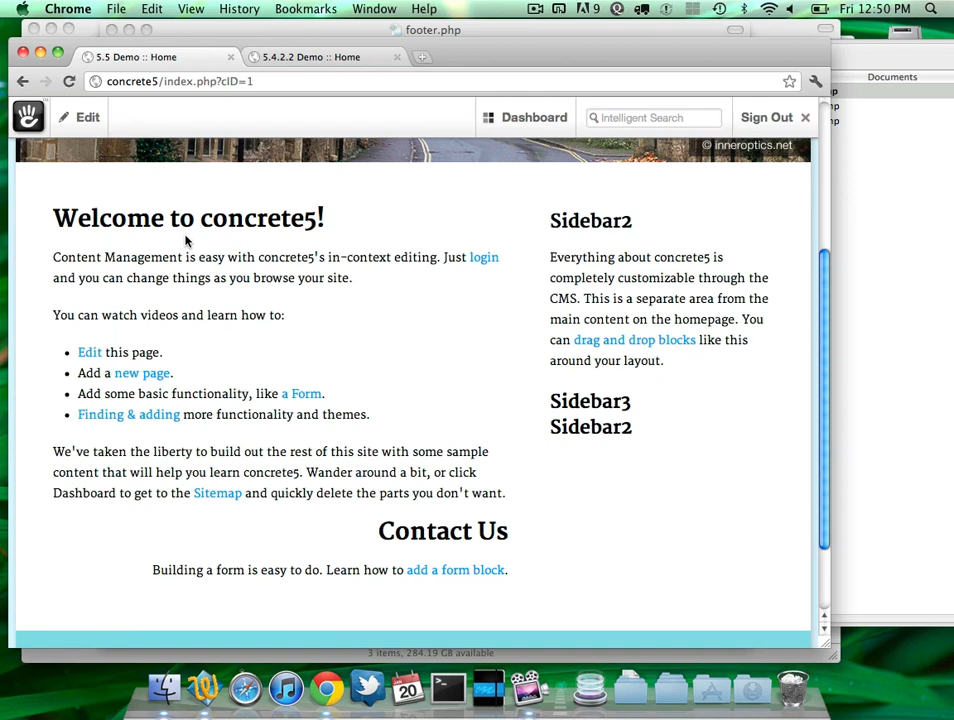 Chrome File Edit View History Bookmarks Window Help 9 Fri 12:50 PM
footer.php
5.5 Demo :: Home 5.4.2.2 Demo :: Home
Documents
concrete5/index.php?cID=1
Edit Dashboard Intelligent Search Sign Out
© inneroptics.net
Welcome to concrete5!
Content Management is easy with concrete5's in-context editing. Just login
and you can change things as you browse your site.
You can watch videos and learn how to:
• Edit this page.
• Add a new page.
• Add some basic functionality, like a Form.
• Finding & adding more functionality and themes.
We've taken the liberty to build out the rest of this site with some sample
content that will help you learn concrete5. Wander around a bit, or click
Dashboard to get to the Sitemap and quickly delete the parts you don't want.
Contact Us
Building a form is easy to do. Learn how to add a form block.
Sidebar2
Everything about concrete5 is
completely customizable through the
CMS. This is a separate area from the
main content on the homepage. You
can drag and drop blocks like this
around your layout.
Sidebar3
Sidebar2
3 items, 284.19 GB available
20